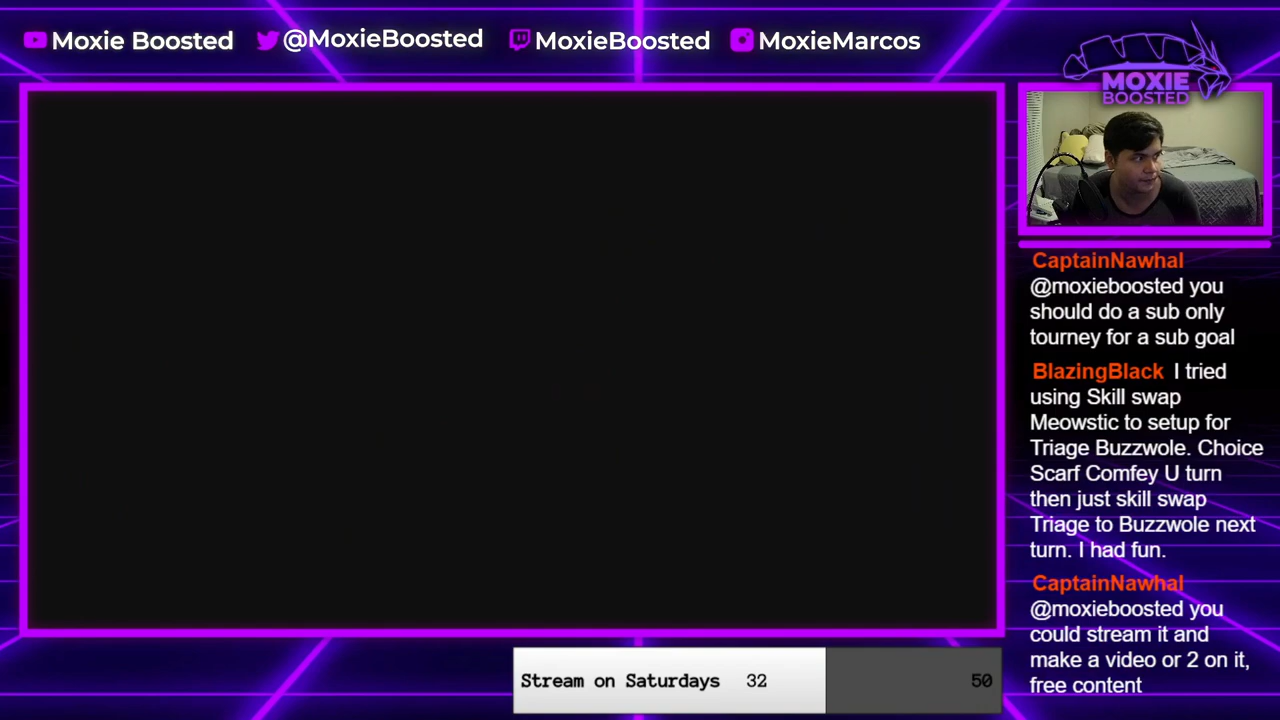 Moxie Boosted @MoxieBoosted MoxieBoosted MoxieMarcos
MOXIE
BOOSTED
CaptainNawhal
@moxieboosted you
should do a sub only
tourney for a sub goal
BlazingBlack I tried
using Skill swap
Meowstic to setup for
Triage Buzzwole. Choice
Scarf Comfey U turn
then just skill swap
Triage to Buzzwole next
turn. I had fun.
CaptainNawhal
@moxieboosted you
could stream it and
make a video or 2 on it,
free content
Stream on Saturdays 32 50